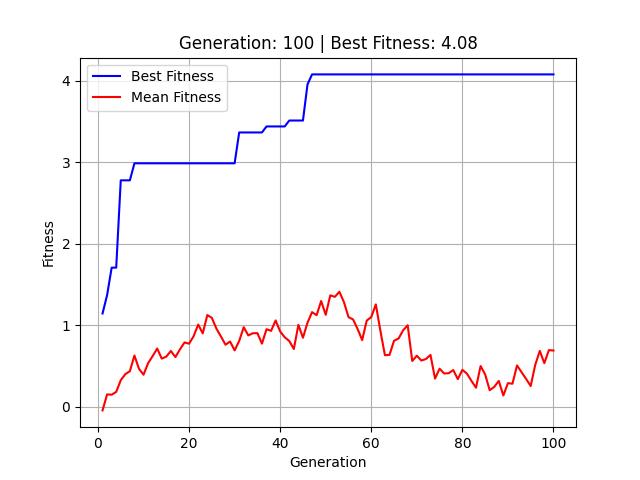 Generation: 100 | Best Fitness: 4.08
Best Fitness
Mean Fitness
4
3
2
1
0
Fitness
0 20 40 60 80 100
Generation